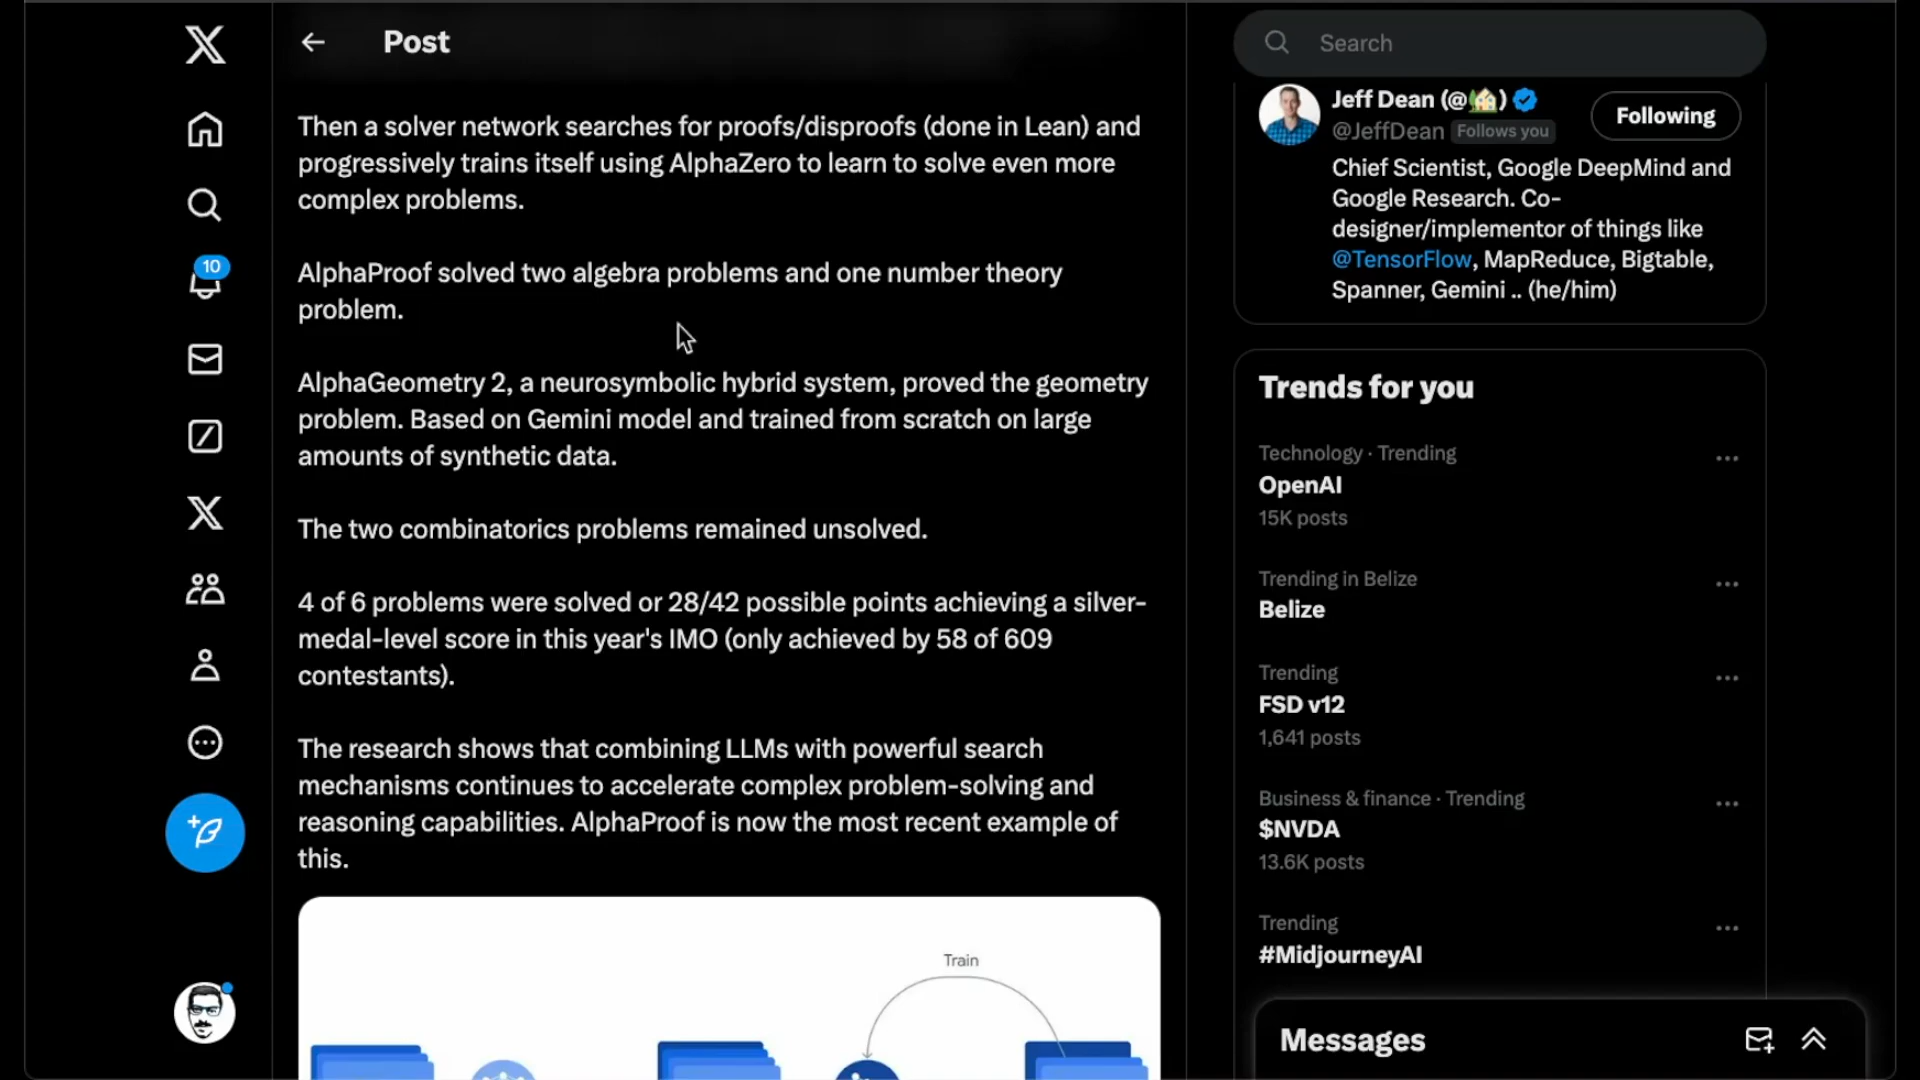 Post
Then a solver network searches for proofs/disproofs (done in Lean) and
progressively trains itself using AlphaZero to learn to solve even more
complex problems.
AlphaProof solved two algebra problems and one number theory
problem.
AlphaGeometry 2, a neurosymbolic hybrid system, proved the geometry
problem. Based on Gemini model and trained from scratch on large
amounts of synthetic data.
The two combinatorics problems remained unsolved.
4 of 6 problems were solved or 28/42 possible points achieving a silver-
medal-level score in this year's IMO (only achieved by 58 of 609
contestants).
The research shows that combining LLMs with powerful search
mechanisms continues to accelerate complex problem-solving and
reasoning capabilities. AlphaProof is now the most recent example of
this.
Train
10
Search
Jeff Dean (@🏡)
@JeffDean Follows you
Following
Chief Scientist, Google DeepMind and
Google Research. Co-
designer/implementor of things like
@TensorFlow, MapReduce, Bigtable,
Spanner, Gemini .. (he/him)
Trends for you
Technology · Trending
OpenAI
15K posts
Trending in Belize
Belize
Trending
FSD v12
1,641 posts
Business & finance · Trending
$NVDA
13.6K posts
Trending
#MidjourneyAI
Messages